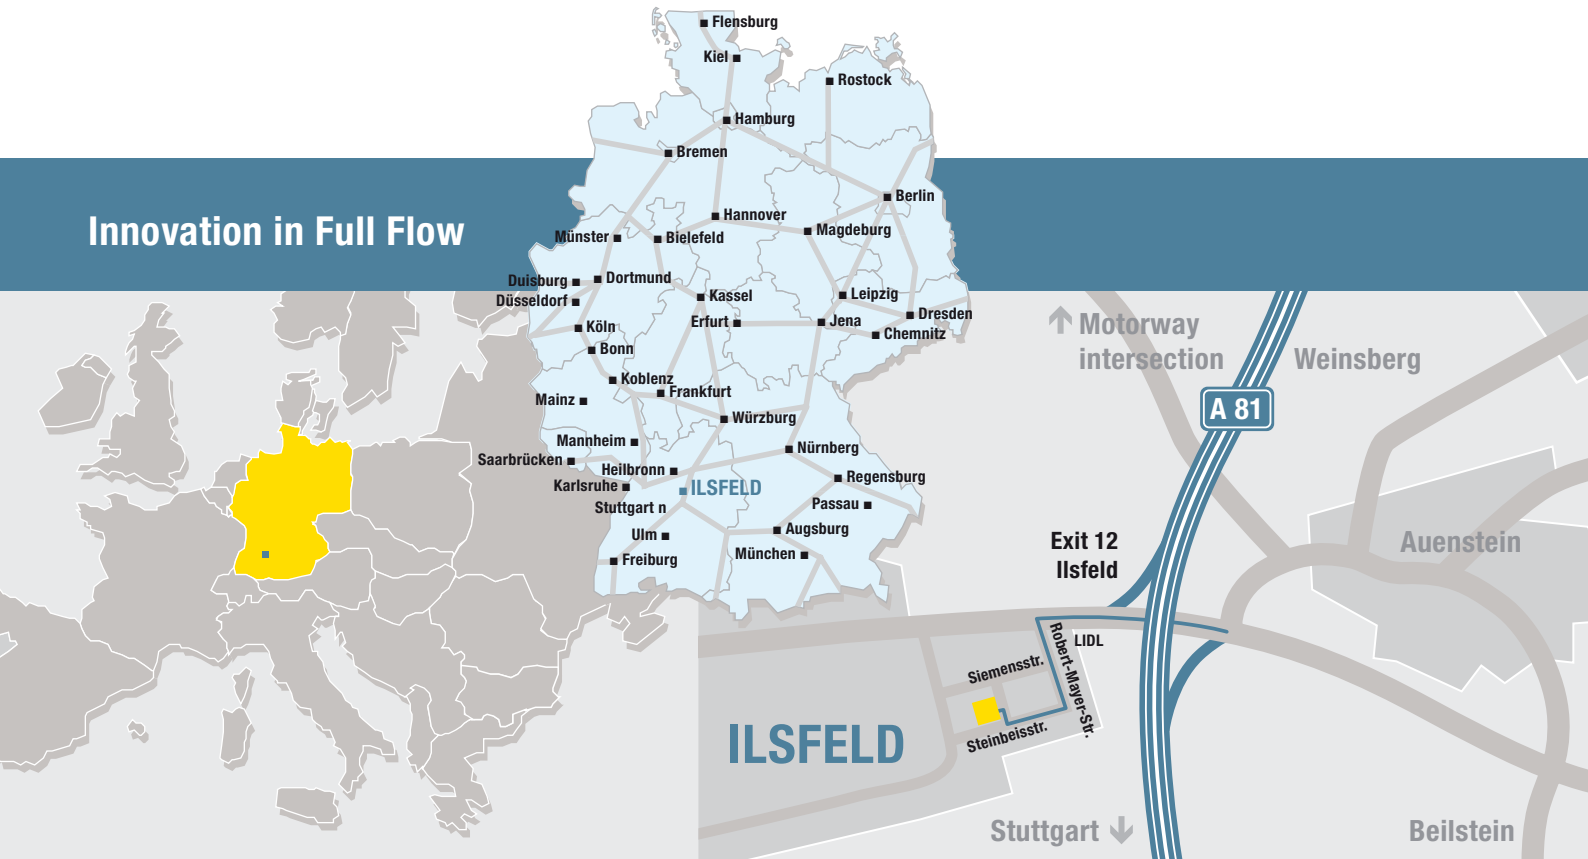 Flensburg
Kiel
Rostock
Hamburg
Bremen
Berlin
Innovation in Full Flow
Hannover
Magdeburg
Münster
Bielefeld
Duisburg
Dortmund
Düsseldorf
Kassel
Leipzig
Erfurt
Jena
Dresden
Köln
Chemnitz
Bonn
Koblenz
Frankfurt
Mainz
Würzburg
Mannheim
Nürnberg
Saarbrücken
Heilbronn
Regensburg
Karlsruhe
ILSFELD
Stuttgart n
Passau
Ulm
Augsburg
Freiburg
München
Motorway
intersection
Weinsberg
A 81
Exit 12
Ilsfeld
Auenstein
LIDL
Robert-Mayer-Str.
Siemensstr.
Steinbeisstr.
ILSFELD
Stuttgart
Beilstein